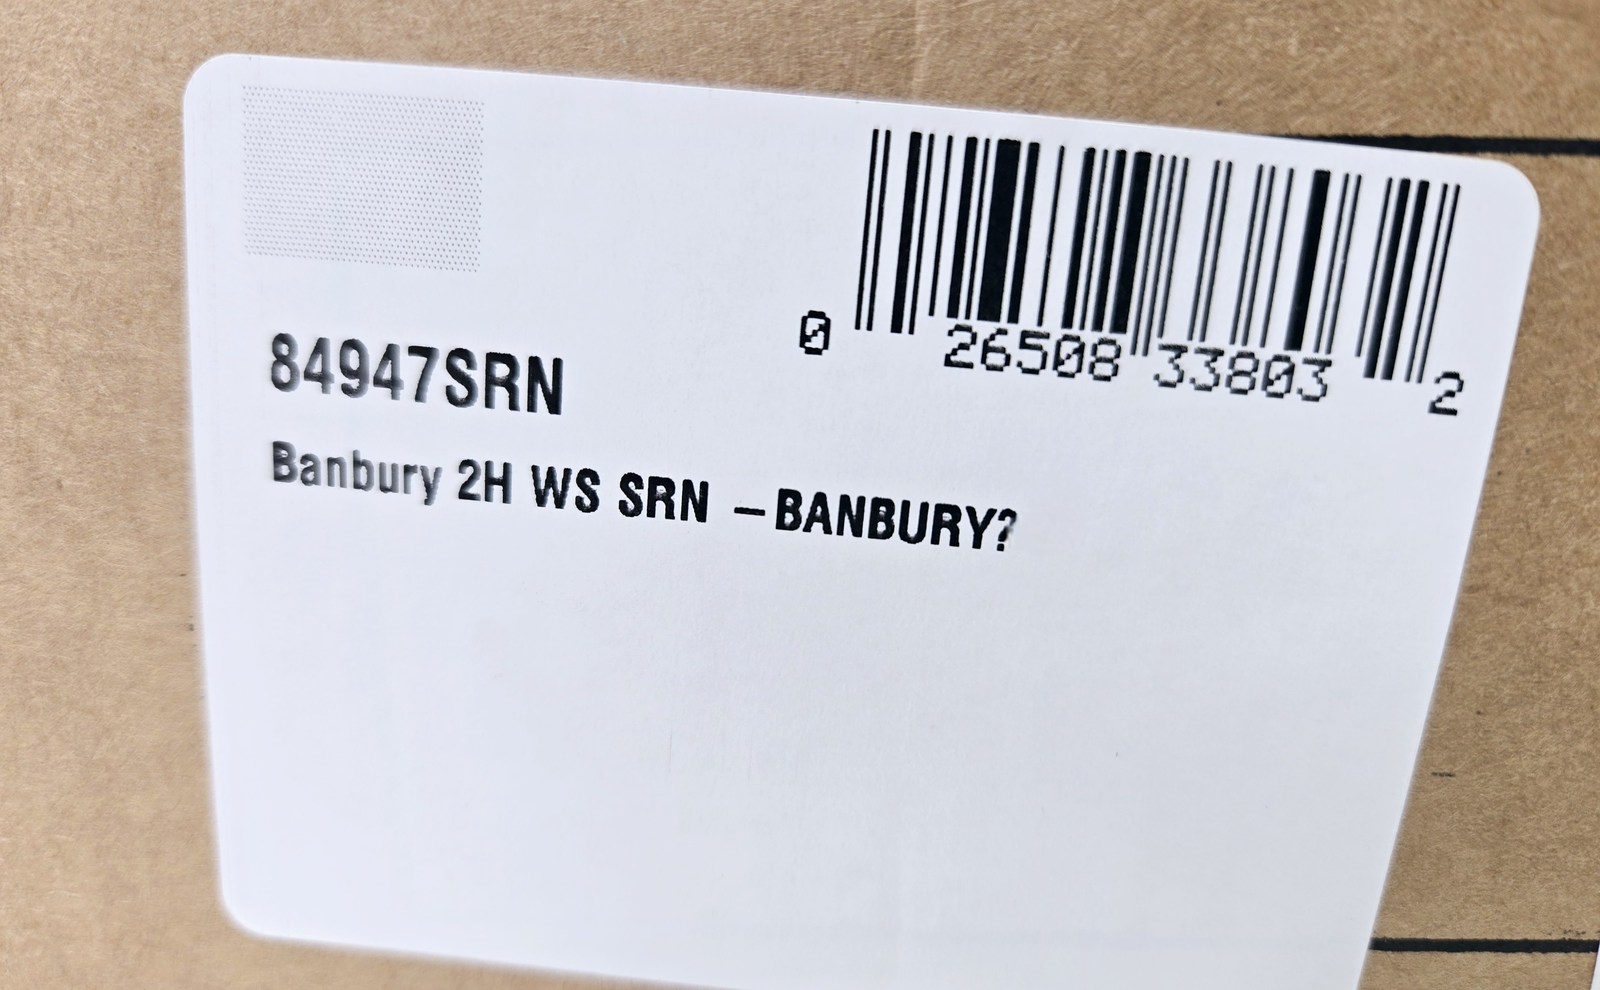 0 26508 33803 2
84947SRN
Banbury 2H WS SRN –BANBURY?